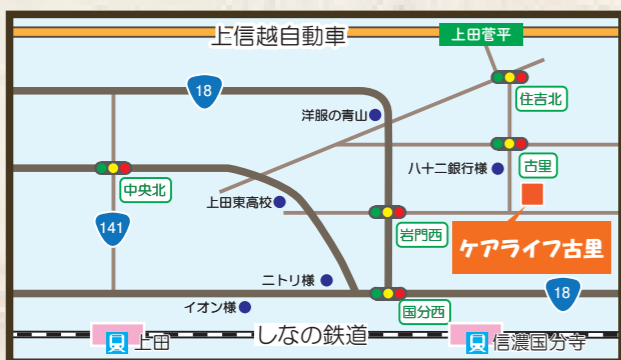 上信越自動車
上田菅平
18
住吉北
洋服の青山
古里
八十二銀行様
中央北
上田東高校
141
岩門西
ケアライフ古里
ニトリ様
18
イオン様
国分西
しなの鉄道
上田
信濃国分寺